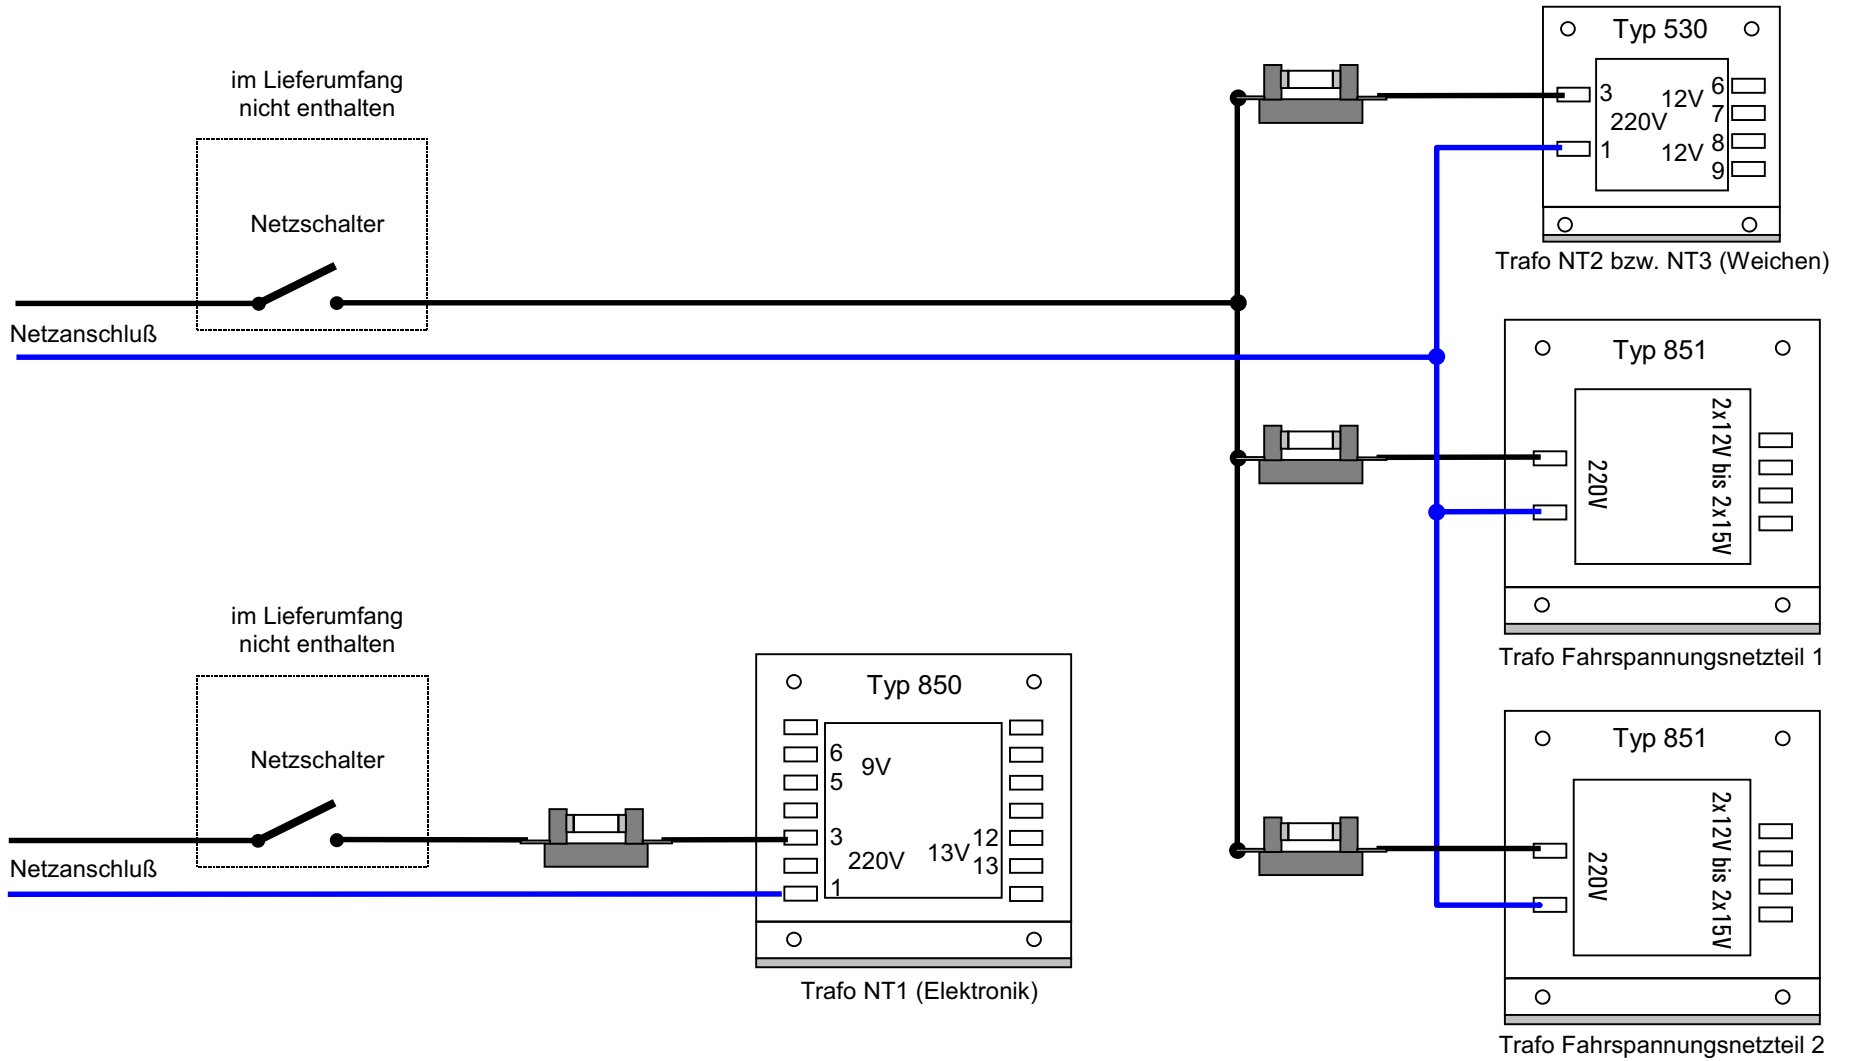 im Lieferumfang
nicht enthalten
Netzschalter
Netzanschluß
Typ 530
3
220V
1
12V
12V
6
7
8
9
Trafo NT2 bzw. NT3 (Weichen)
Typ 851
220V
2x12V bis 2x15V
Trafo Fahrspannungsnetzteil 1
im Lieferumfang
nicht enthalten
Netzschalter
Netzanschluß
Typ 850
6
5
9V
3
220V
1
13V
12
13
Trafo NT1 (Elektronik)
Typ 851
220V
2x12V bis 2x15V
Trafo Fahrspannungsnetzteil 2